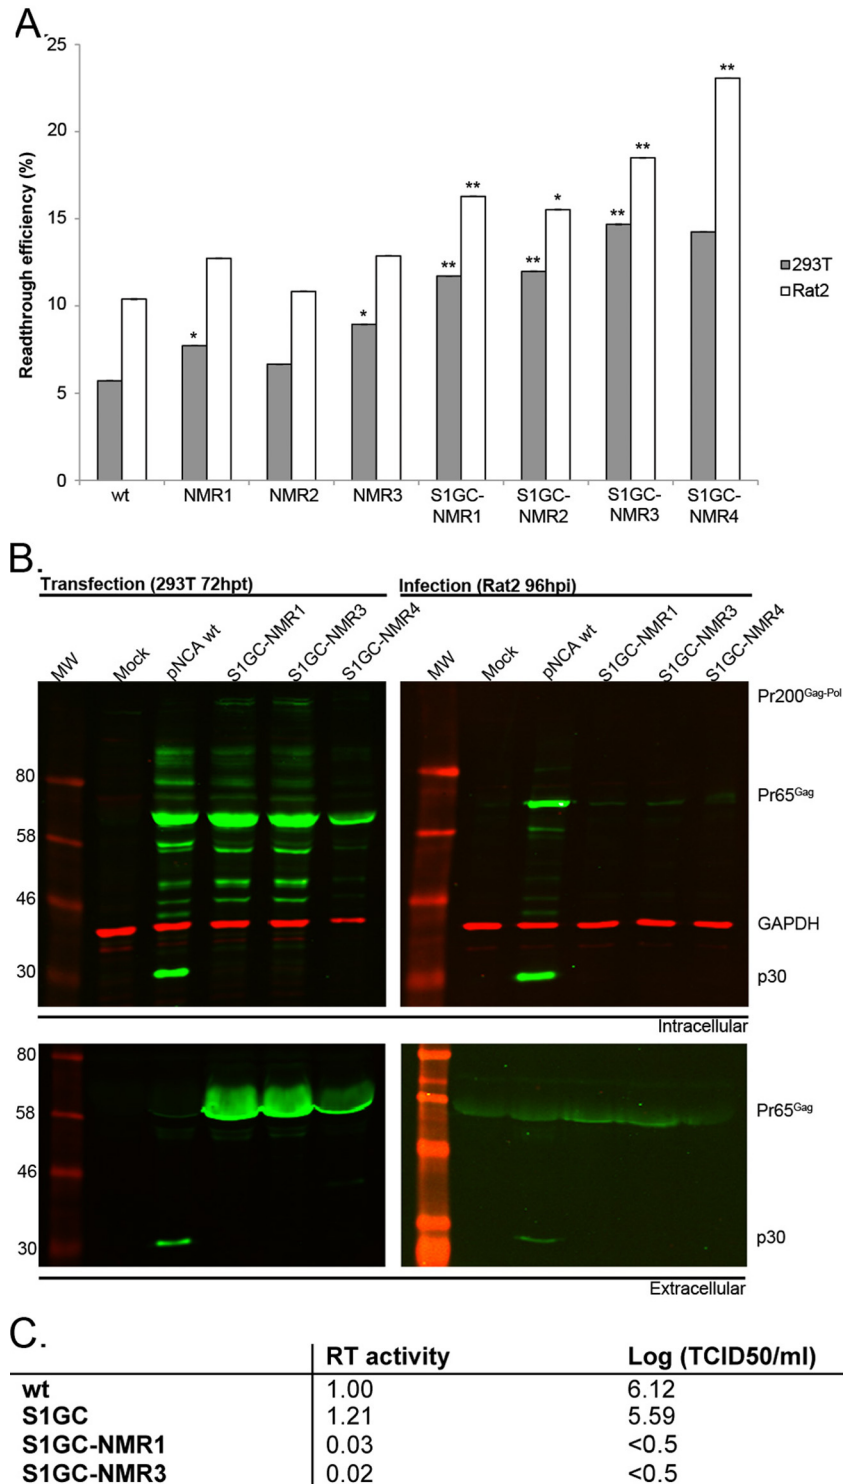 A.
25
20
15
10
5
0
Readthrough efficiency (%)
* * ** ** * ** ** ** **
293T
Rat2
wt NMR1 NMR2 NMR3 S1GC-NMR1 S1GC-NMR2 S1GC-NMR3 S1GC-NMR4
B.
Transfection (293T 72hpt) Infection (Rat2 96hpi)
MW Mock pNCA wt S1GC-NMR1 S1GC-NMR3 S1GC-NMR4 MW Mock pNCA wt S1GC-NMR1 S1GC-NMR3 S1GC-NMR4
Pr200Gag-Pol
80
Pr65Gag
58
46
GAPDH
30 p30
Intracellular
80
58 Pr65Gag
46
30 p30
Extracellular
C.
RT activity Log (TCID50/ml)
wt 1.00 6.12
S1GC 1.21 5.59
S1GC-NMR1 0.03 <0.5
S1GC-NMR3 0.02 <0.5